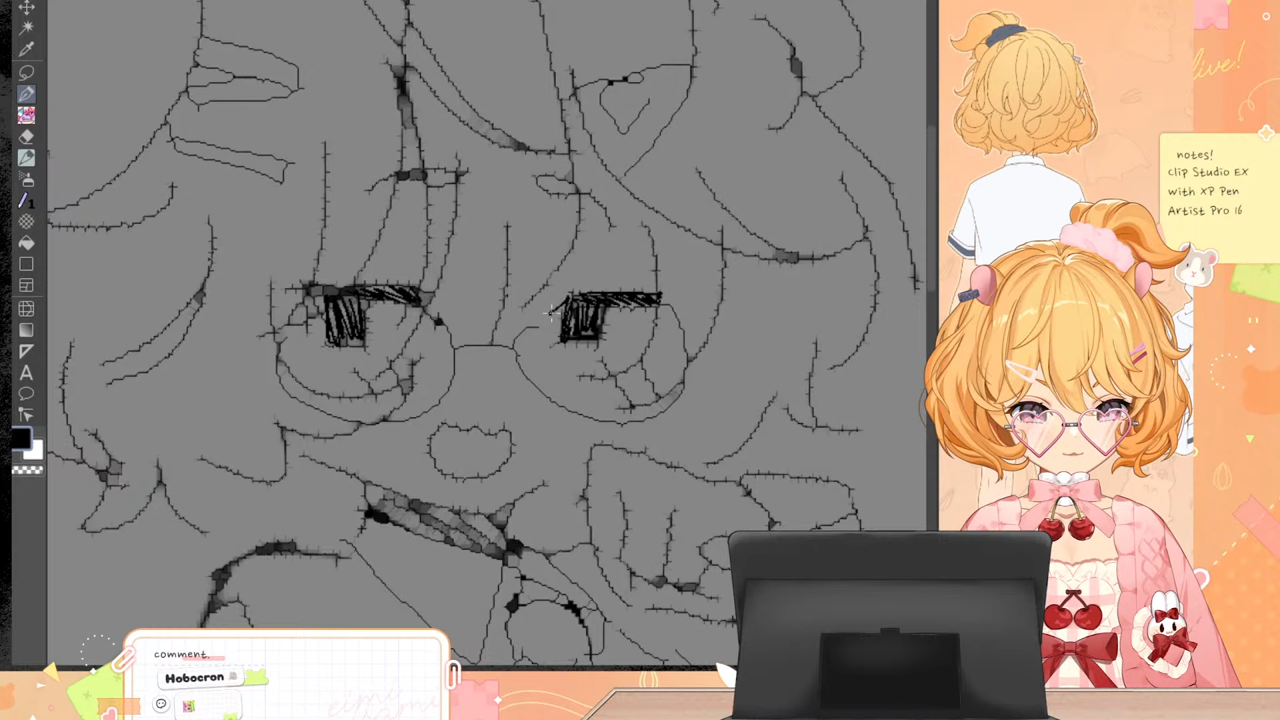 live!
notes!
Clip Studio EX
with XP Pen
Artist Pro 16
comment.
Hobocron